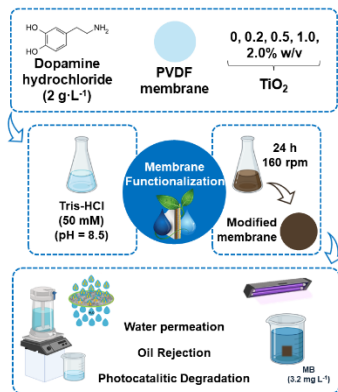 HO
HO
NH₂
Dopamine
hydrochloride
(2 g·L⁻¹)
PVDF
membrane
0, 0.2, 0.5, 1.0,
2.0% w/v
TiO₂
Tris-HCl
(50 mM)
(pH = 8.5)
Membrane
Functionalization
24 h
160 rpm
Modified
membrane
Water permeation
Oil Rejection
Photocatalitic Degradation
MB
(3.2 mg L⁻¹)